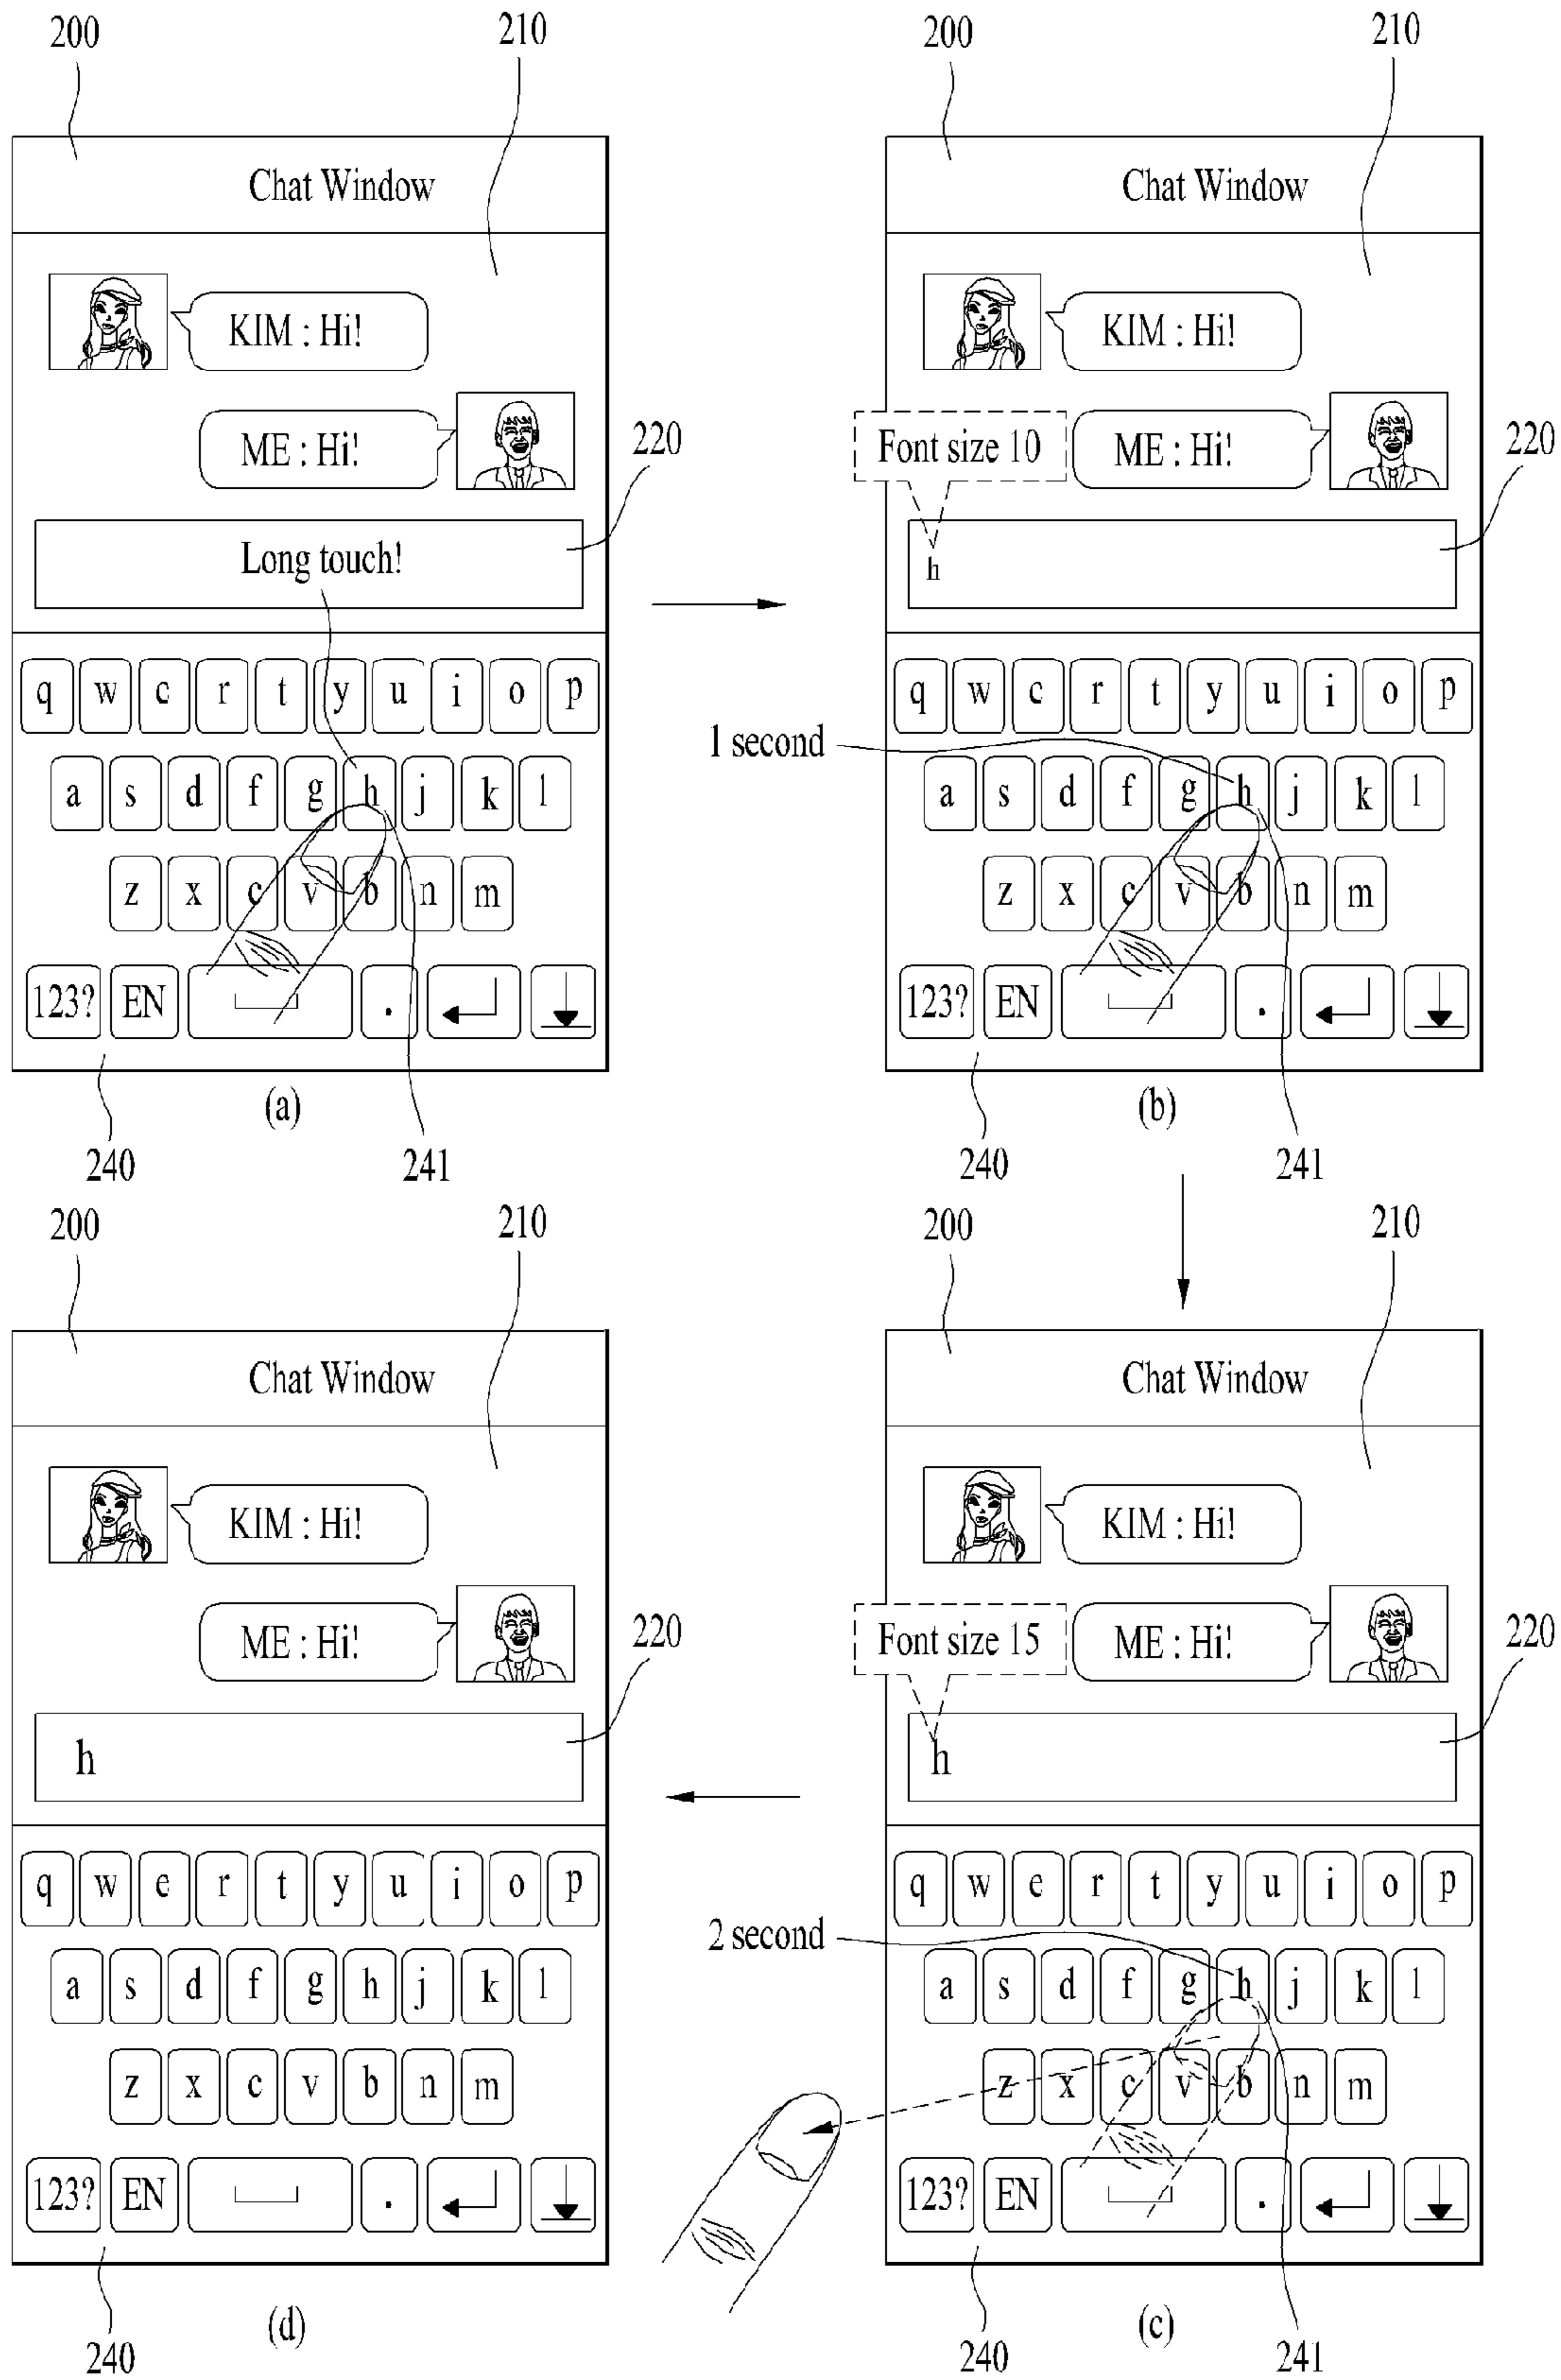 200 210
Chat Window
KIM : Hi!
ME : Hi!
220
Long touch!
q w c r t y u i o p
a s d f g h j k l
z x c v b n m
123? EN .
(a)
240 241
200 210
Chat Window
KIM : Hi!
Font size 10
ME : Hi!
220
h
q w c r t y u i o p
1 second
a s d f g h j k l
z x c v b n m
123? EN .
(b)
240 241
200 210
Chat Window
KIM : Hi!
ME : Hi!
220
h
q w e r t y u i o p
a s d f g h j k l
z x c v b n m
123? EN .
(d)
240
200 210
Chat Window
KIM : Hi!
Font size 15
ME : Hi!
220
h
q w e r t y u i o p
2 second
a s d f g h j k l
z x c v b n m
123? EN .
(c)
240 241